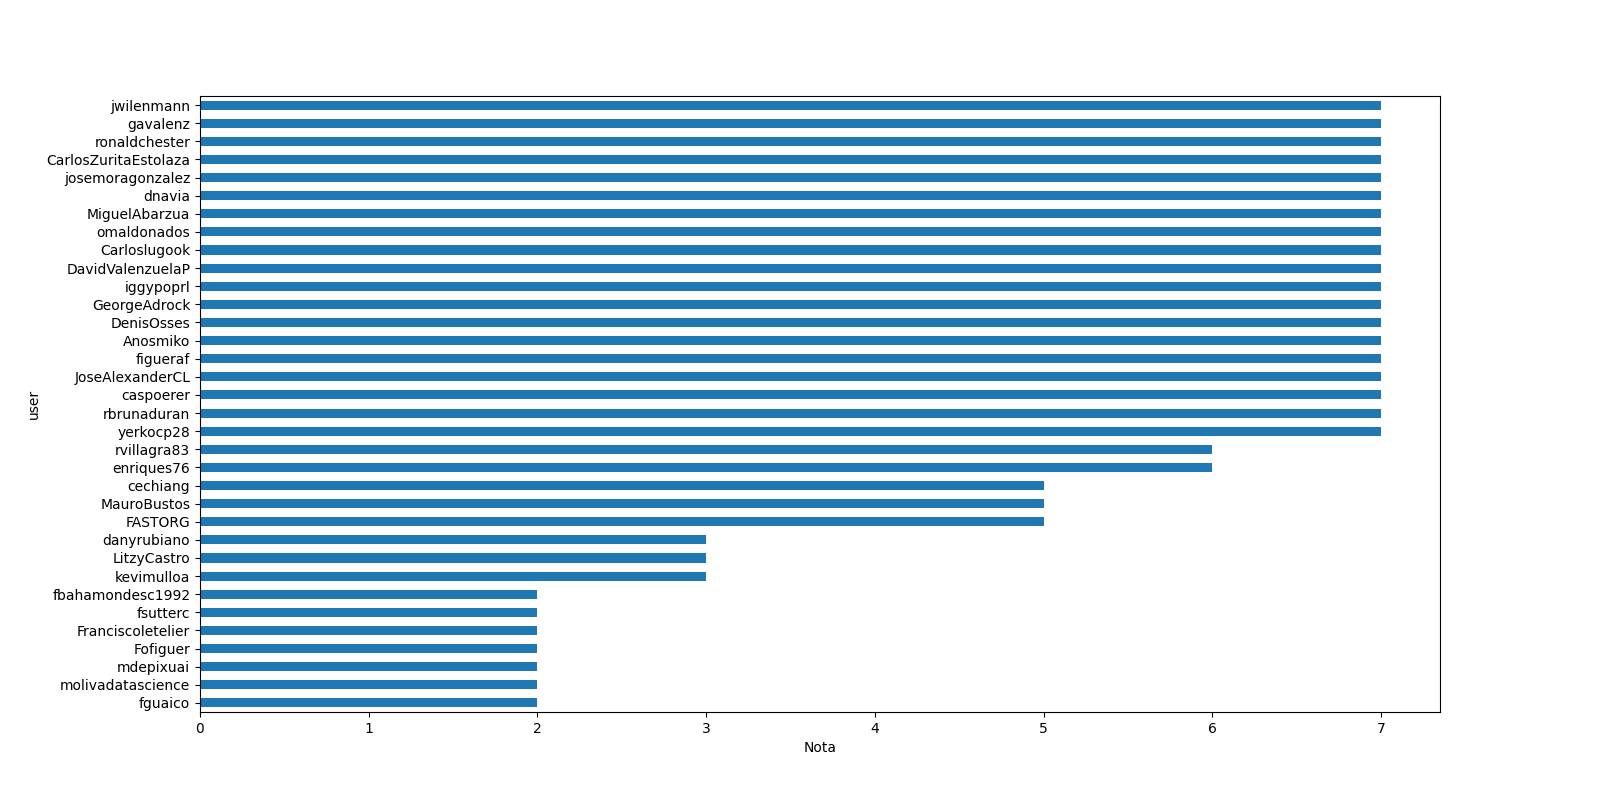 jwilenmann
gavalenz
ronaldchester
CarlosZuritaEstolaza
josemoragonzalez
dnavia
MiguelAbarzua
omaldonados
Carloslugook
DavidValenzuelaP
iggypoprl
GeorgeAdrock
DenisOsses
Anosmiko
figueraf
JoseAlexanderCL
caspoerer
rbrunaduran
yerkocp28
rvillagra83
enriques76
cechiang
MauroBustos
FASTORG
danyrubiano
LitzyCastro
kevimulloa
fbahamondesc1992
fsutterc
Franciscoletelier
Fofiguer
mdepixuai
molivadatascience
fguaico
user
0 1 2 3 4 5 6 7
Nota